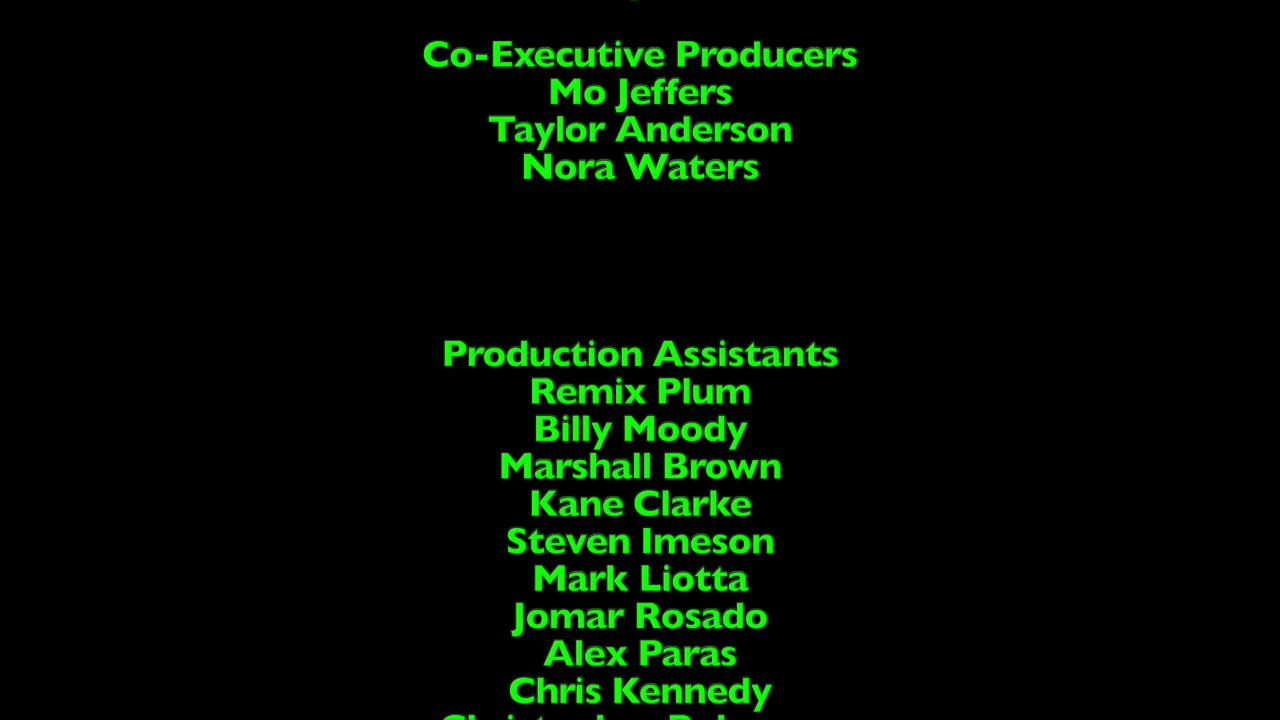 Co-Executive Producers
Mo Jeffers
Taylor Anderson
Nora Waters
Production Assistants
Remix Plum
Billy Moody
Marshall Brown
Kane Clarke
Steven Imeson
Mark Liotta
Jomar Rosado
Alex Paras
Chris Kennedy